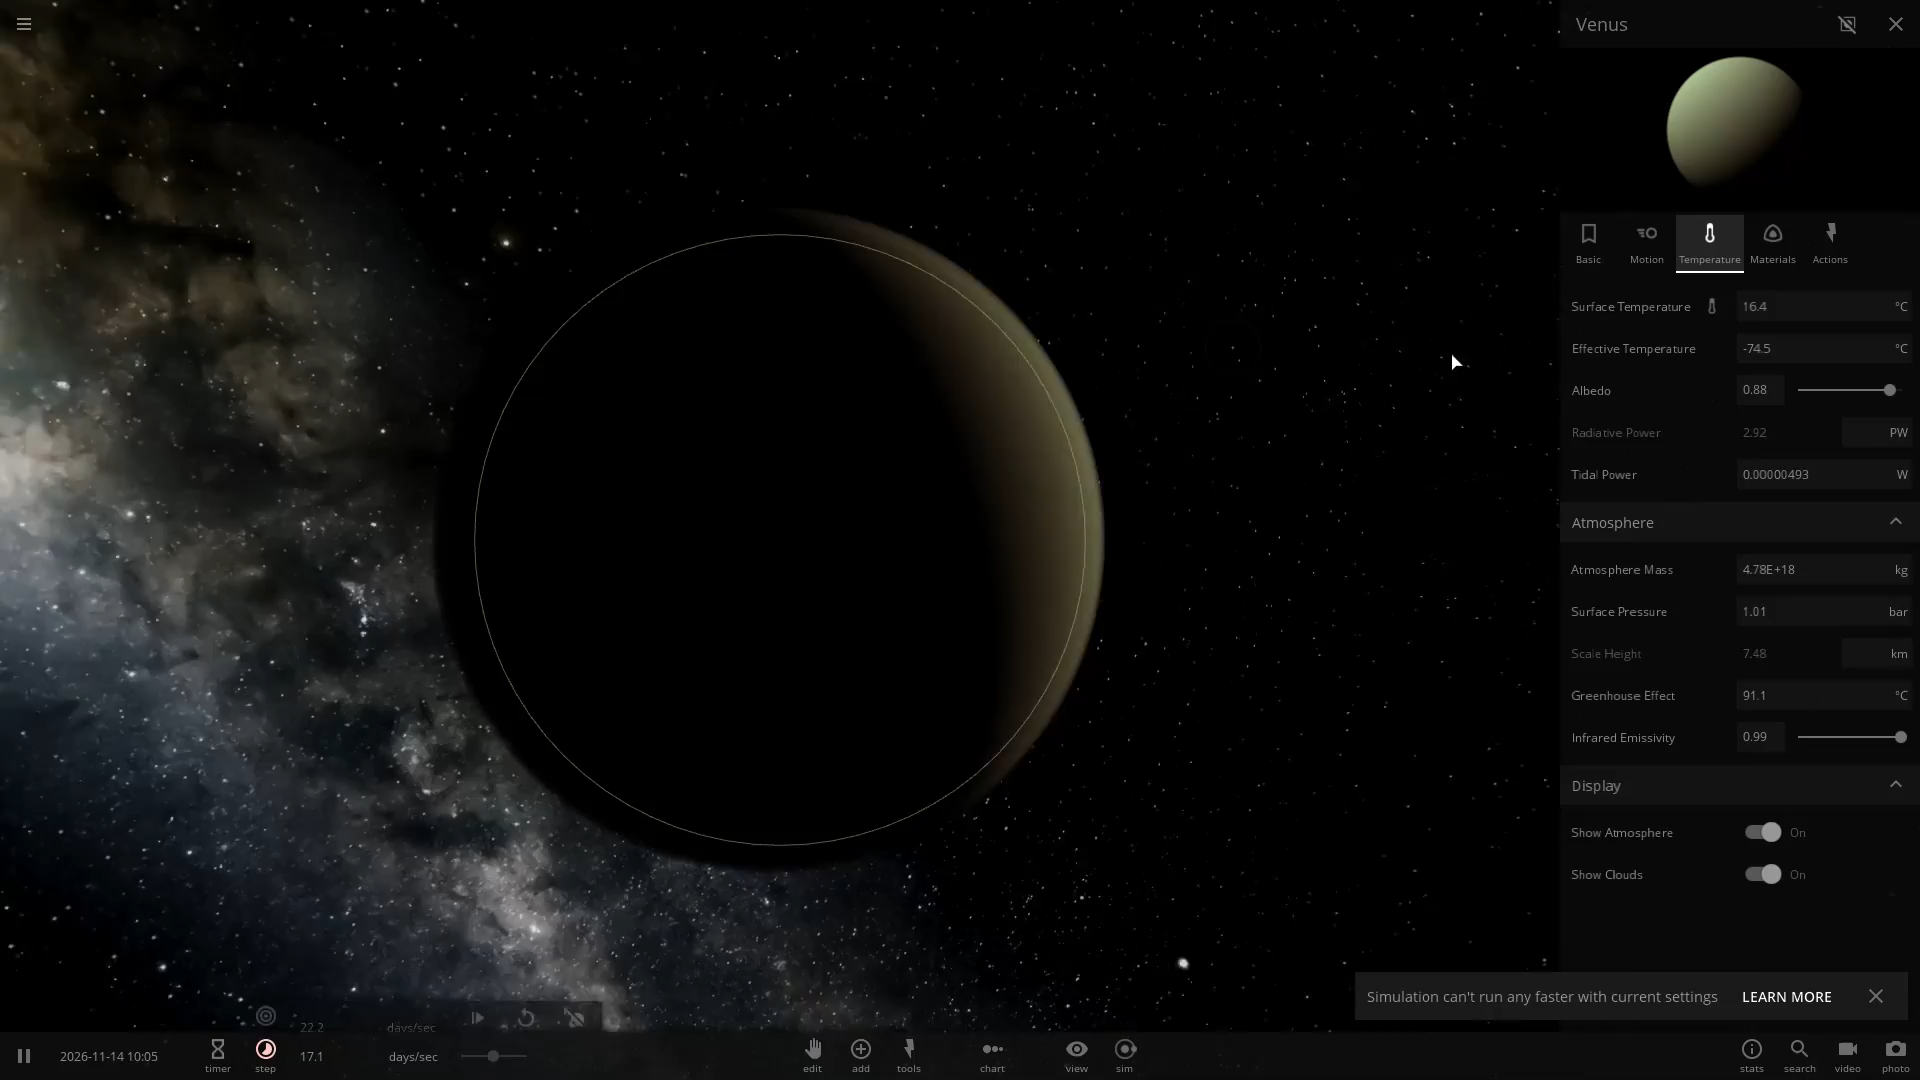 Venus
Basic Motion Temperature Materials Actions
Surface Temperature 16.4 °C
Effective Temperature -74.5 °C
Albedo 0.88
Radiative Power 2.92 PW
Tidal Power 0.00000493 W
Atmosphere
Atmosphere Mass 4.78E+18 kg
Surface Pressure 1.01 bar
Scale Height 7.48 km
Greenhouse Effect 91.1 °C
Infrared Emissivity 0.99
Display
Show Atmosphere On
Show Clouds On
Simulation can't run any faster with current settings LEARN MORE
22.2 days/sec
2026-11-14 10:05 timer step 17.1 days/sec edit add tools chart view sim stats search video photo